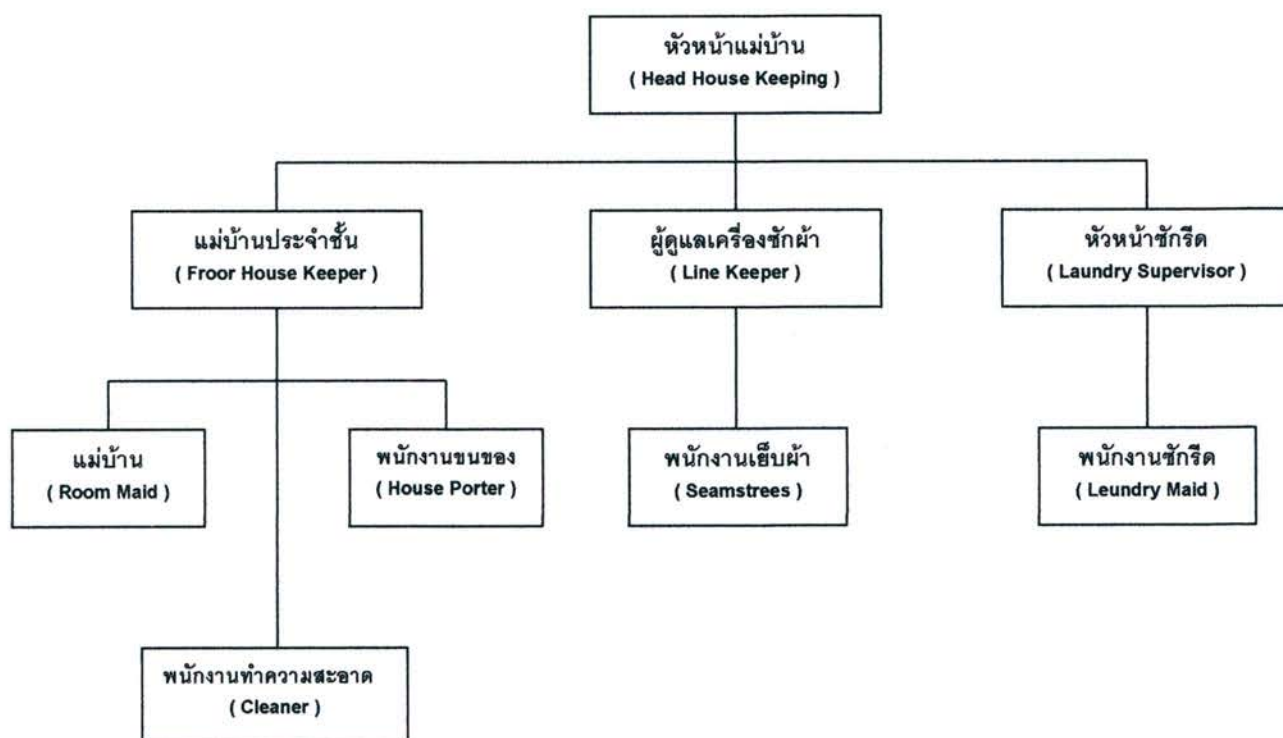 หัวหน้าแม่บ้าน
( Head House Keeping )
แม่บ้านประจำชั้น
( Froor House Keeper )
ผู้ดูแลเครื่องซักผ้า
( Line Keeper )
หัวหน้าซักรีด
( Laundry Supervisor )
แม่บ้าน
( Room Maid )
พนักงานขนของ
( House Porter )
พนักงานเย็บผ้า
( Seamstrees )
พนักงานซักรีด
( Leundry Maid )
พนักงานทำความสะอาด
( Cleaner )